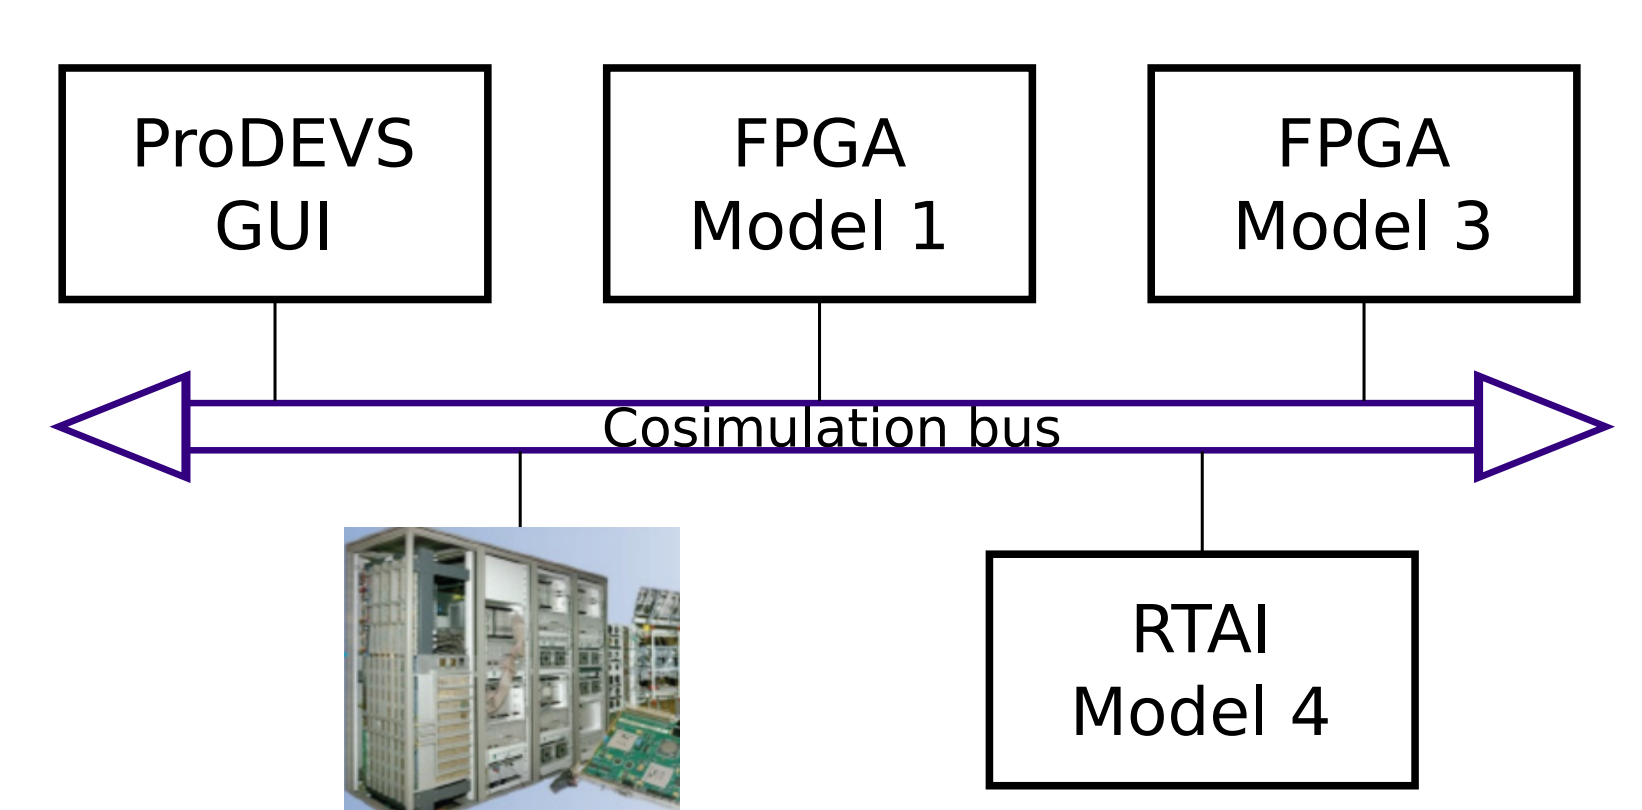 ProDEVS
GUI
FPGA
Model 1
FPGA
Model 3
Cosimulation bus
RTAI
Model 4